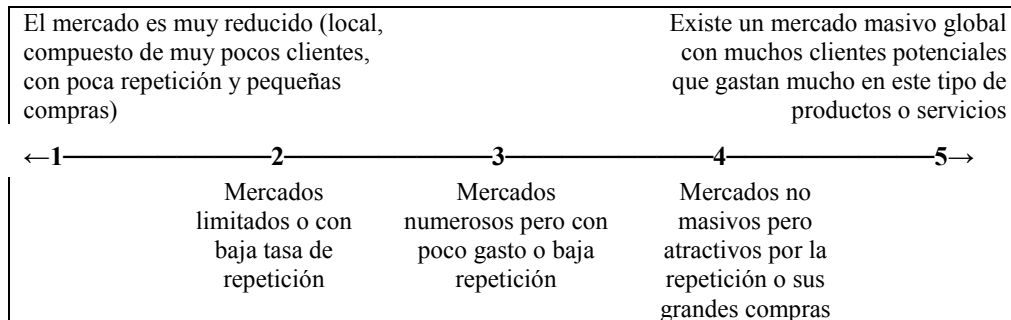 El mercado es muy reducido (local,
compuesto de muy pocos clientes,
con poca repetición y pequeñas
compras)
Existe un mercado masivo global
con muchos clientes potenciales
que gastan mucho en este tipo de
productos o servicios
←1 2 3 4 5→
Mercados
limitados o con
baja tasa de
repetición
Mercados
numerosos pero con
poco gasto o baja
repetición
Mercados no
masivos pero
atractivos por la
repetición o sus
grandes compras